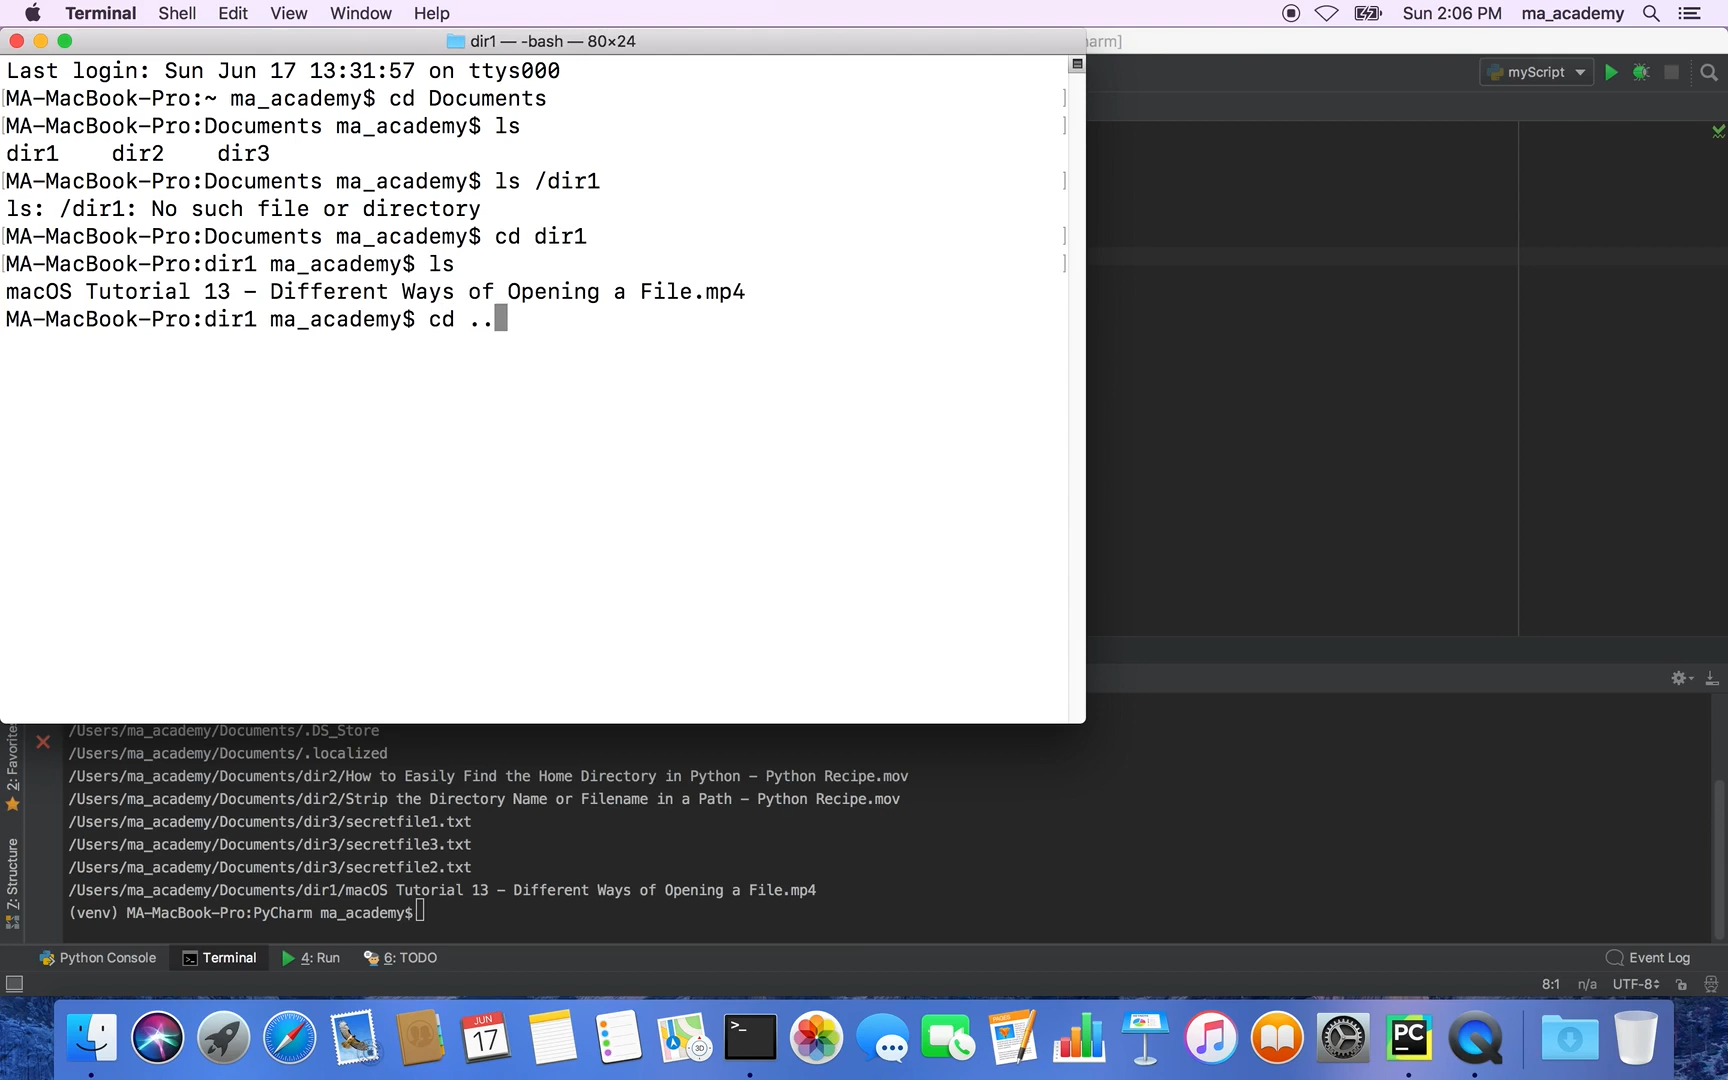 Terminal Shell Edit View Window Help
Sun 2:06 PM ma_academy
dir1 — -bash — 80×24
arm]
myScript
Last login: Sun Jun 17 13:31:57 on ttys000
[MA-MacBook-Pro:~ ma_academy$ cd Documents ]
[MA-MacBook-Pro:Documents ma_academy$ ls ]
dir1 dir2 dir3
[MA-MacBook-Pro:Documents ma_academy$ ls /dir1 ]
ls: /dir1: No such file or directory
[MA-MacBook-Pro:Documents ma_academy$ cd dir1 ]
[MA-MacBook-Pro:dir1 ma_academy$ ls ]
macOS Tutorial 13 - Different Ways of Opening a File.mp4
MA-MacBook-Pro:dir1 ma_academy$ cd ..
/Users/ma_academy/Documents/.DS_Store
/Users/ma_academy/Documents/.localized
/Users/ma_academy/Documents/dir2/How to Easily Find the Home Directory in Python - Python Recipe.mov
/Users/ma_academy/Documents/dir2/Strip the Directory Name or Filename in a Path - Python Recipe.mov
/Users/ma_academy/Documents/dir3/secretfile1.txt
/Users/ma_academy/Documents/dir3/secretfile3.txt
/Users/ma_academy/Documents/dir3/secretfile2.txt
/Users/ma_academy/Documents/dir1/macOS Tutorial 13 - Different Ways of Opening a File.mp4
(venv) MA-MacBook-Pro:PyCharm ma_academy$
2: Favorites
Z: Structure
Python Console Terminal 4: Run 6: TODO Event Log
8:1 n/a UTF-8
JUN
17
3D
>_
PC